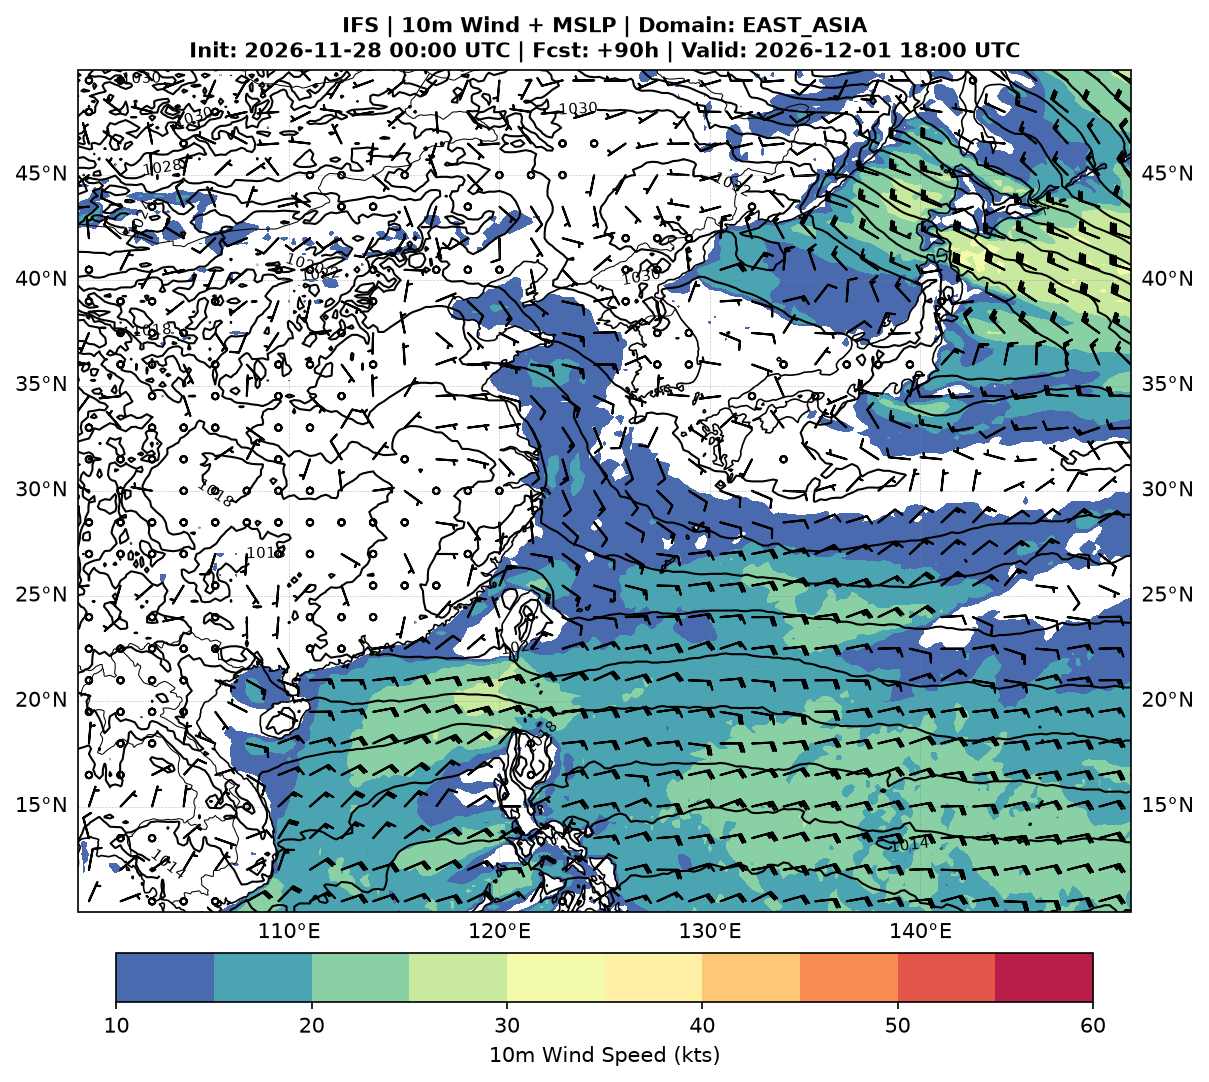 IFS | 10m Wind + MSLP | Domain: EAST_ASIA
Init: 2026-11-28 00:00 UTC | Fcst: +90h | Valid: 2026-12-01 18:00 UTC
1030
1030
1030
1028
45°N
45°N
40°N
40°N
1030
1018
35°N
35°N
30°N
30°N
1018
25°N
25°N
20°N
20°N
15°N
15°N
1014
110°E
120°E
130°E
140°E
10
20
30
40
50
60
10m Wind Speed (kts)